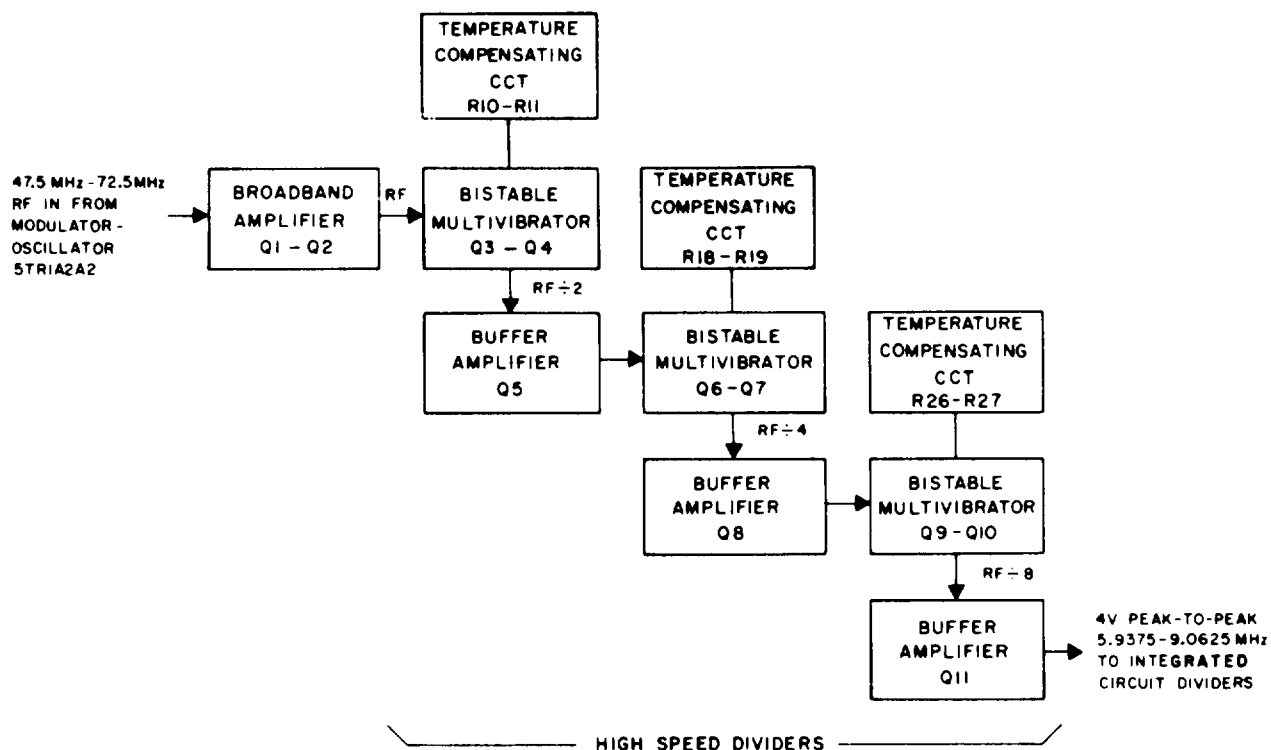 TEMPERATURE
COMPENSATING
CCT
R10-R11
47.5 MHz-72.5MHz
RF IN FROM
MODULATOR-
OSCILLATOR
5TR1A2A2
BROADBAND
AMPLIFIER
Q1-Q2
RF
BISTABLE
MULTIVIBRATOR
Q3-Q4
TEMPERATURE
COMPENSATING
CCT
R18-R19
RF÷2
BUFFER
AMPLIFIER
Q5
BISTABLE
MULTIVIBRATOR
Q6-Q7
TEMPERATURE
COMPENSATING
CCT
R26-R27
RF÷4
BUFFER
AMPLIFIER
Q8
BISTABLE
MULTIVIBRATOR
Q9-Q10
RF÷8
BUFFER
AMPLIFIER
Q11
4V PEAK-TO-PEAK
5.9375-9.0625MHz
TO INTEGRATED
CIRCUIT DIVIDERS
HIGH SPEED DIVIDERS